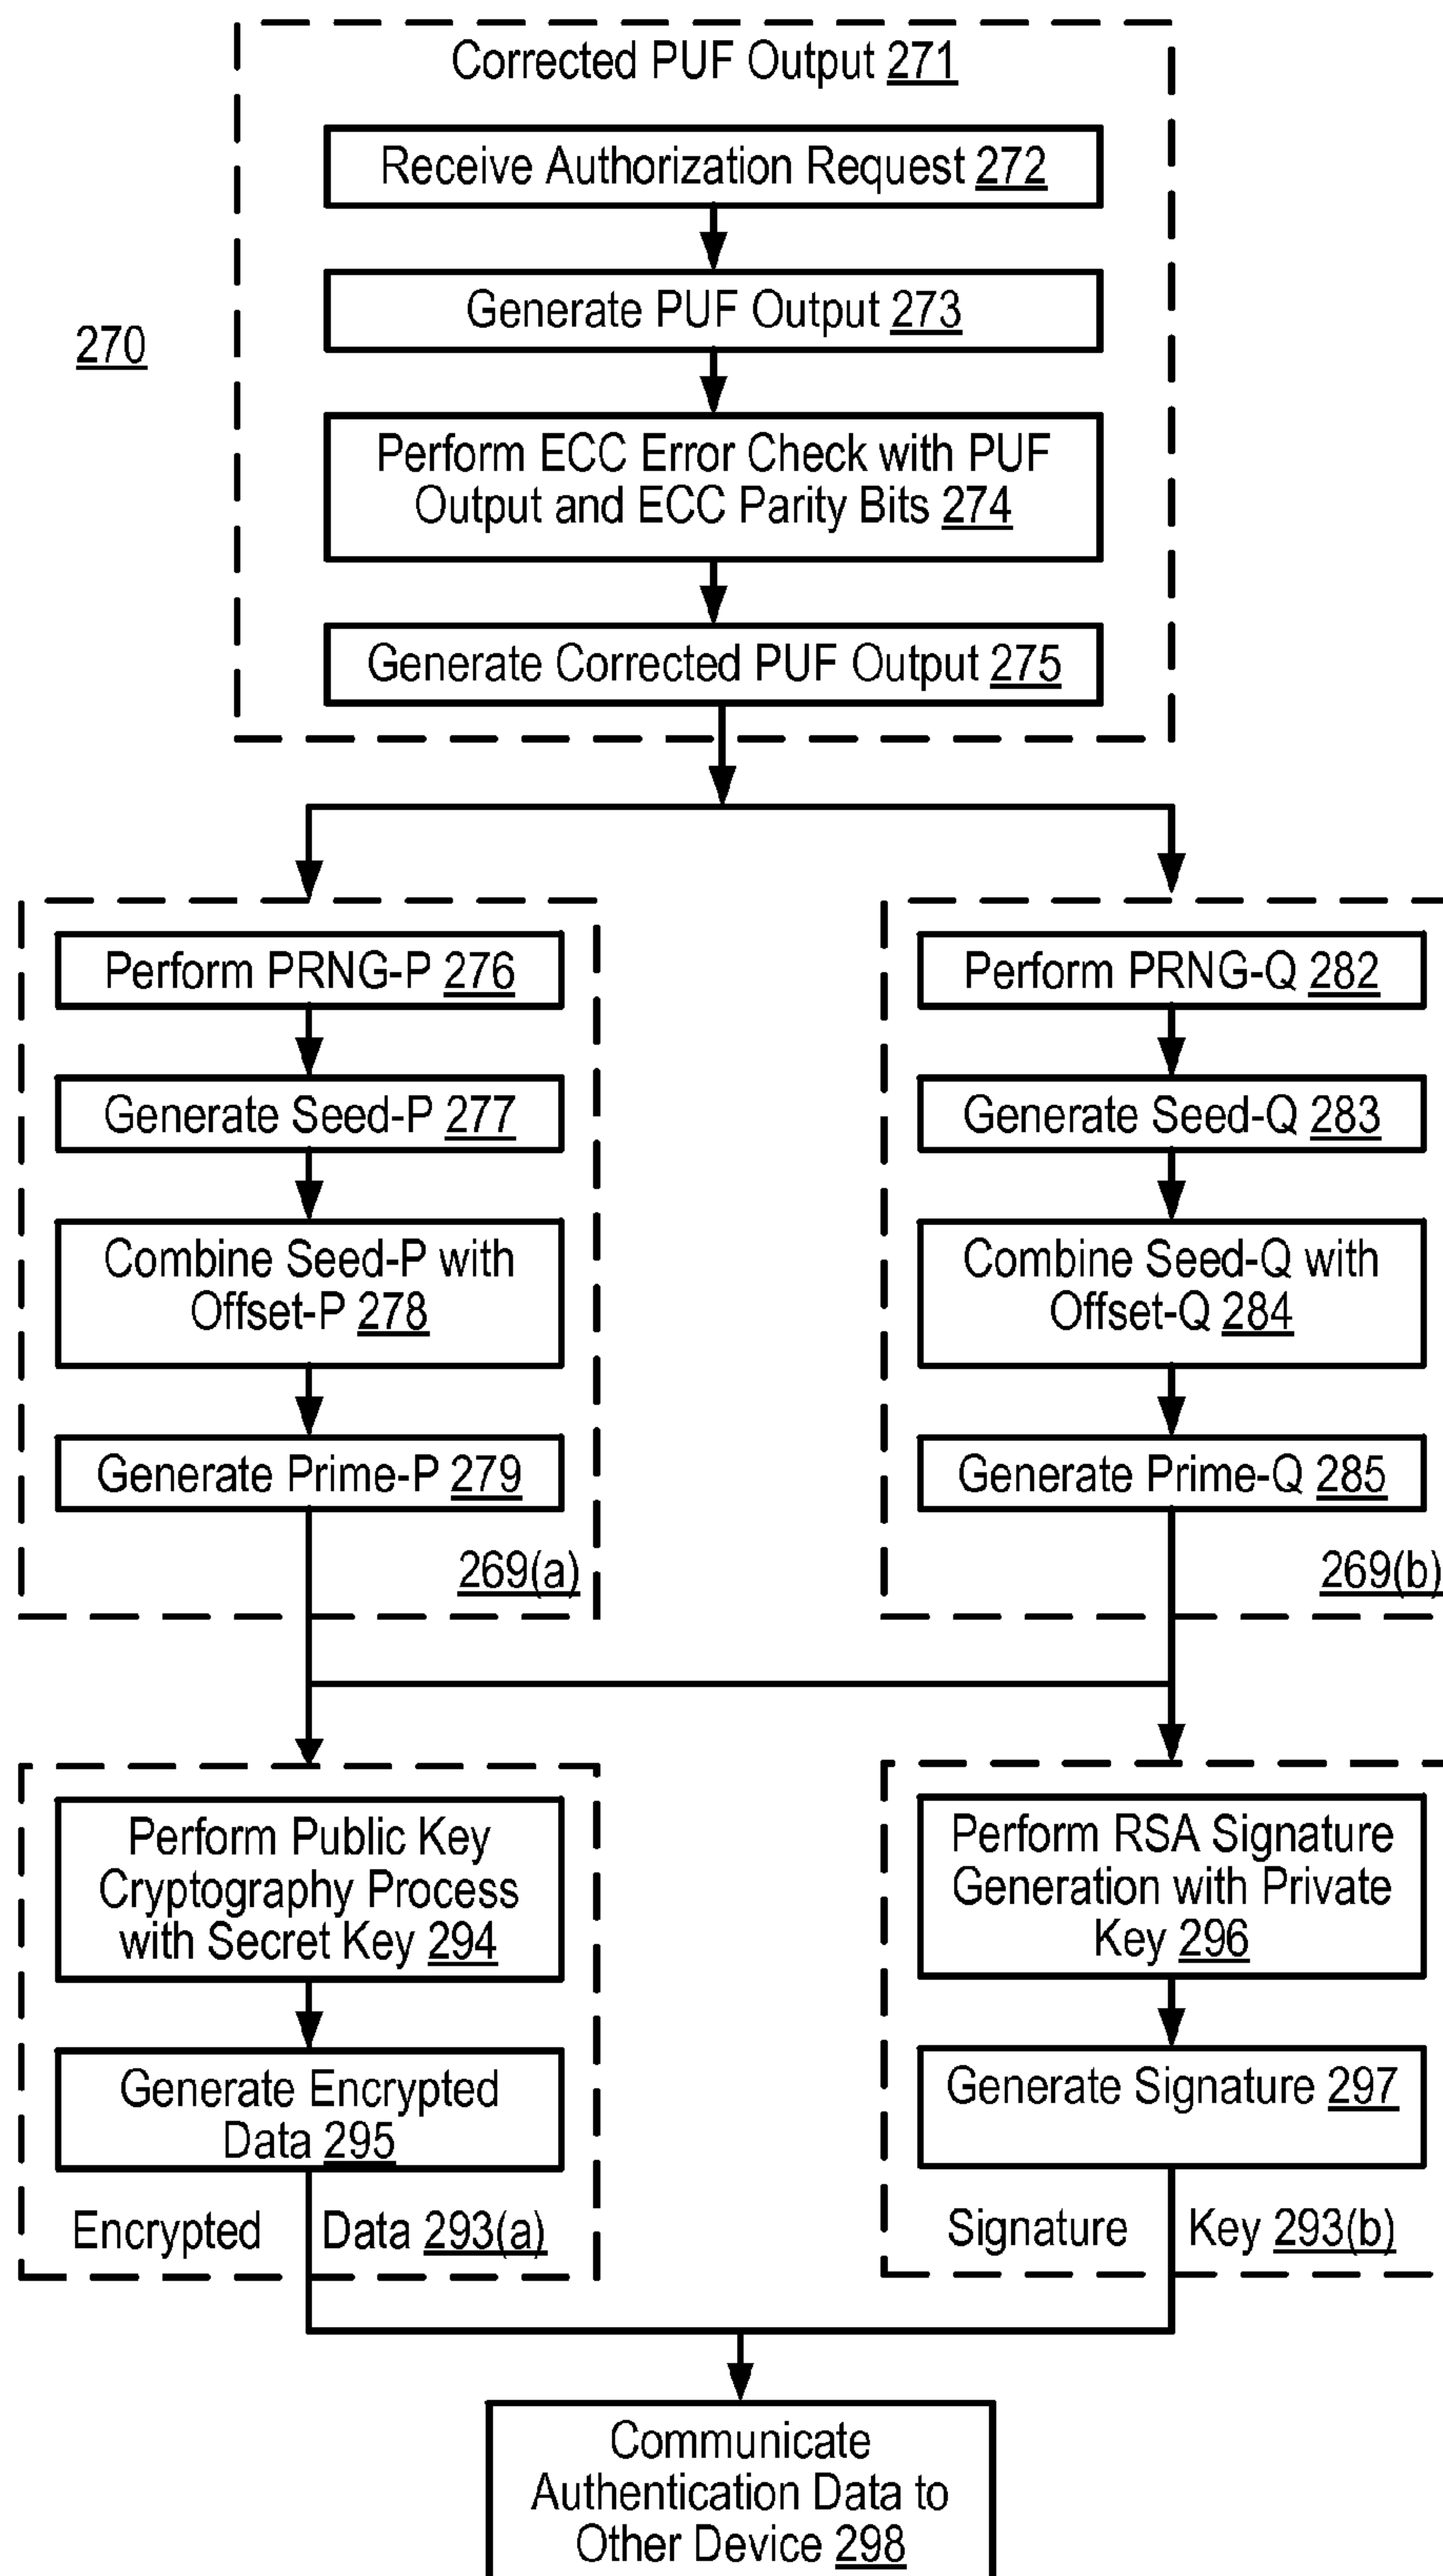 Corrected PUF Output 271
Receive Authorization Request 272
Generate PUF Output 273
270
Perform ECC Error Check with PUF
Output and ECC Parity Bits 274
Generate Corrected PUF Output 275
Perform PRNG-P 276
Generate Seed-P 277
Combine Seed-P with
Offset-P 278
Generate Prime-P 279
269(a)
Perform PRNG-Q 282
Generate Seed-Q 283
Combine Seed-Q with
Offset-Q 284
Generate Prime-Q 285
269(b)
Perform Public Key
Cryptography Process
with Secret Key 294
Generate Encrypted
Data 295
Encrypted Data 293(a)
Perform RSA Signature
Generation with Private
Key 296
Generate Signature 297
Signature Key 293(b)
Communicate
Authentication Data to
Other Device 298